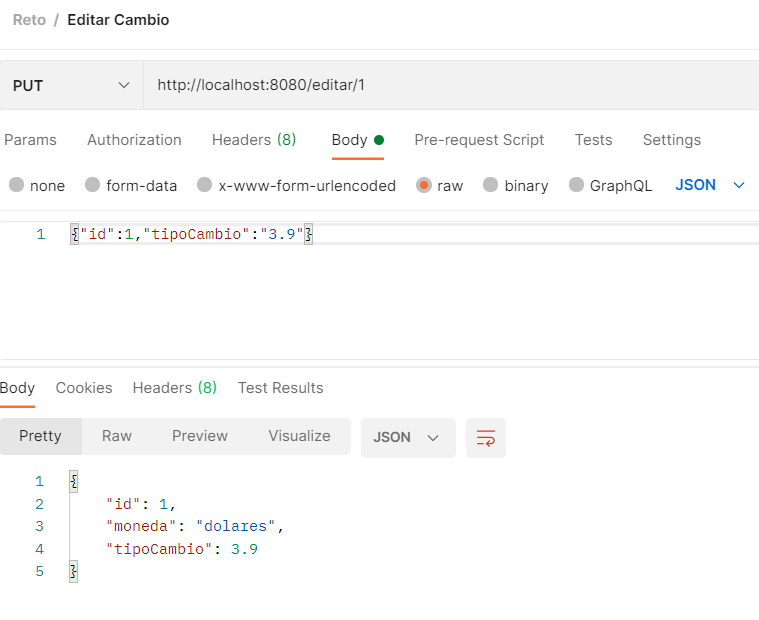 Reto / Editar Cambio
PUT http://localhost:8080/editar/1
Params Authorization Headers (8) Body Pre-request Script Tests Settings
none form-data x-www-form-urlencoded raw binary GraphQL JSON
1 {"id":1,"tipoCambio":"3.9"}
Body Cookies Headers (8) Test Results
Pretty Raw Preview Visualize JSON
1 {
2 "id": 1,
3 "moneda": "dolares",
4 "tipoCambio": 3.9
5 }